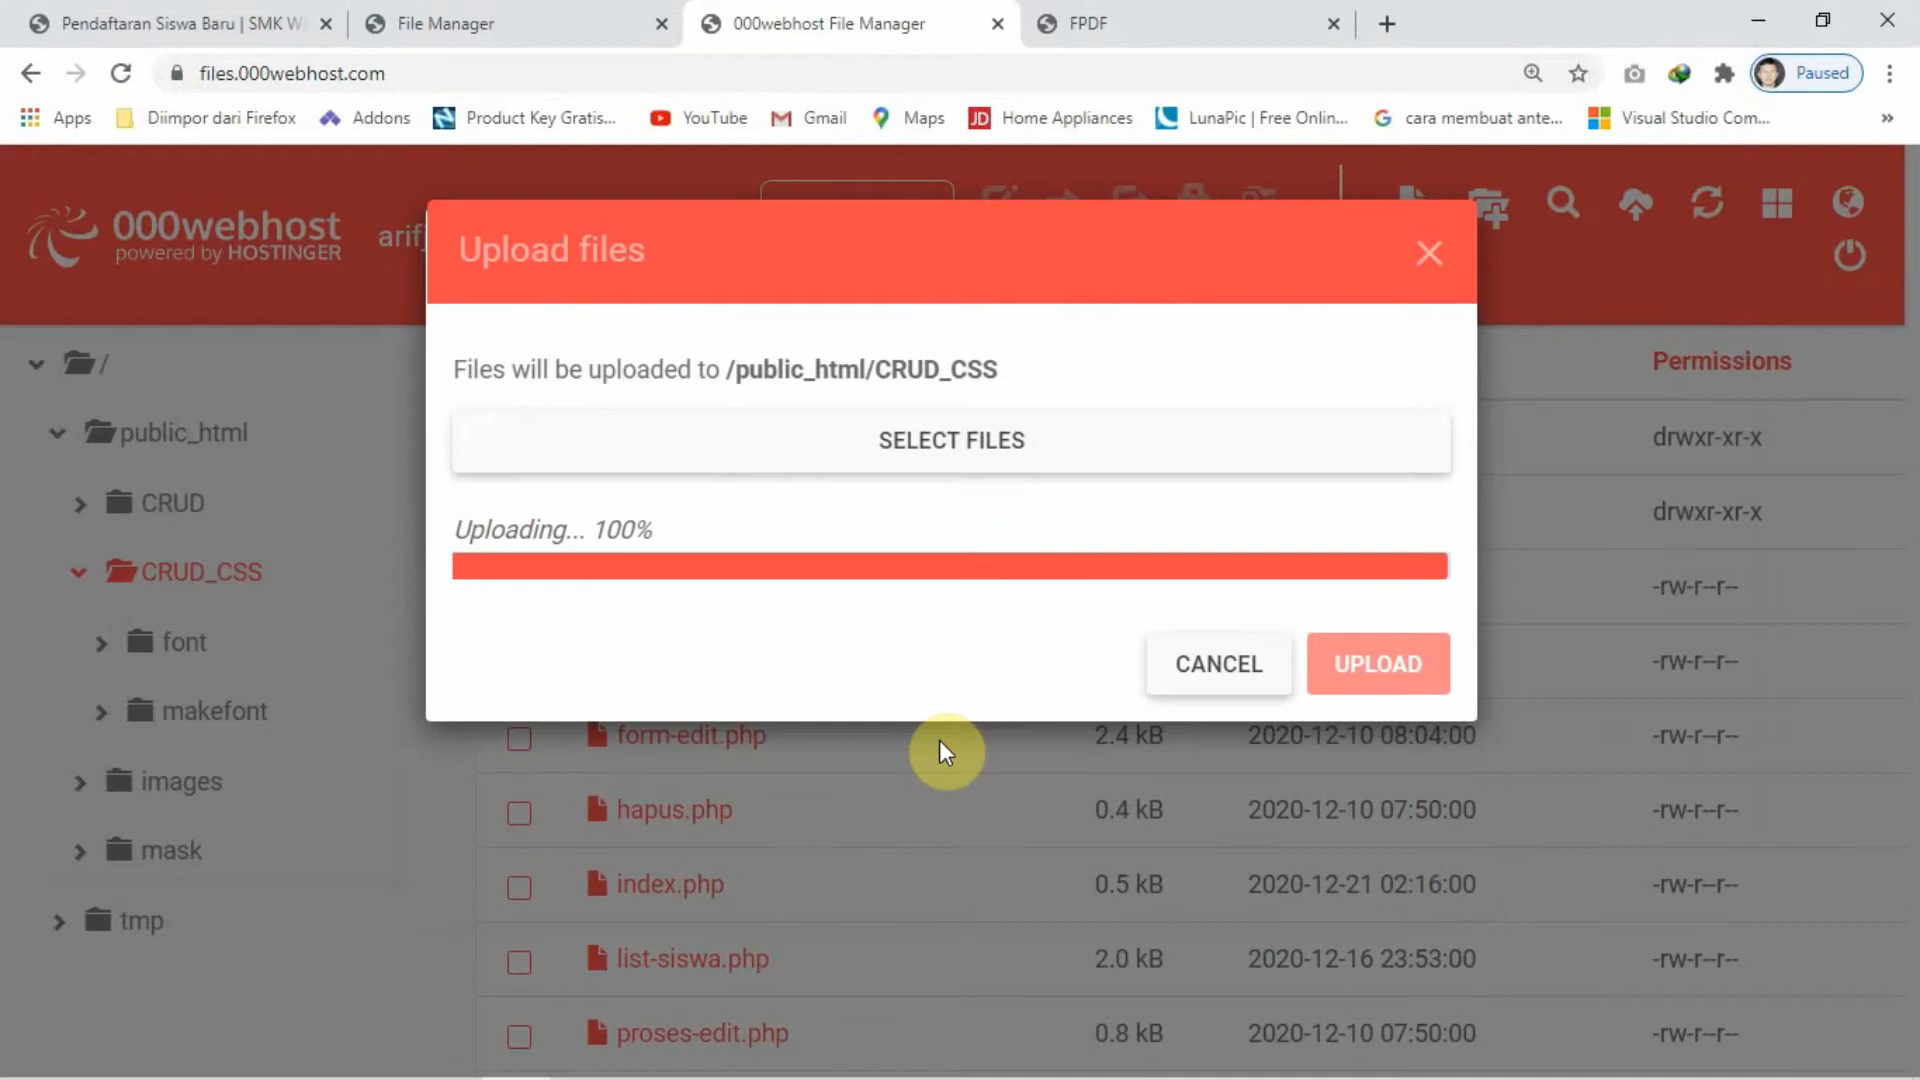 Pendaftaran Siswa Baru | SMK W
File Manager
000webhost File Manager
FPDF
files.000webhost.com
Paused
Apps
Diimpor dari Firefox
Addons
Product Key Gratis...
YouTube
Gmail
Maps
JD
Home Appliances
LunaPic | Free Onlin...
cara membuat ante...
Visual Studio Com...
»
000webhost
powered by HOSTINGER
Upload files
Files will be uploaded to /public_html/CRUD_CSS
SELECT FILES
Uploading... 100%
CANCEL
UPLOAD
/
public_html
CRUD
CRUD_CSS
font
makefont
images
mask
tmp
Permissions
drwxr-xr-x
drwxr-xr-x
-rw-r--r--
-rw-r--r--
form-edit.php 2.4 kB 2020-12-10 08:04:00 -rw-r--r--
hapus.php 0.4 kB 2020-12-10 07:50:00 -rw-r--r--
index.php 0.5 kB 2020-12-21 02:16:00 -rw-r--r--
list-siswa.php 2.0 kB 2020-12-16 23:53:00 -rw-r--r--
proses-edit.php 0.8 kB 2020-12-10 07:50:00 -rw-r--r--